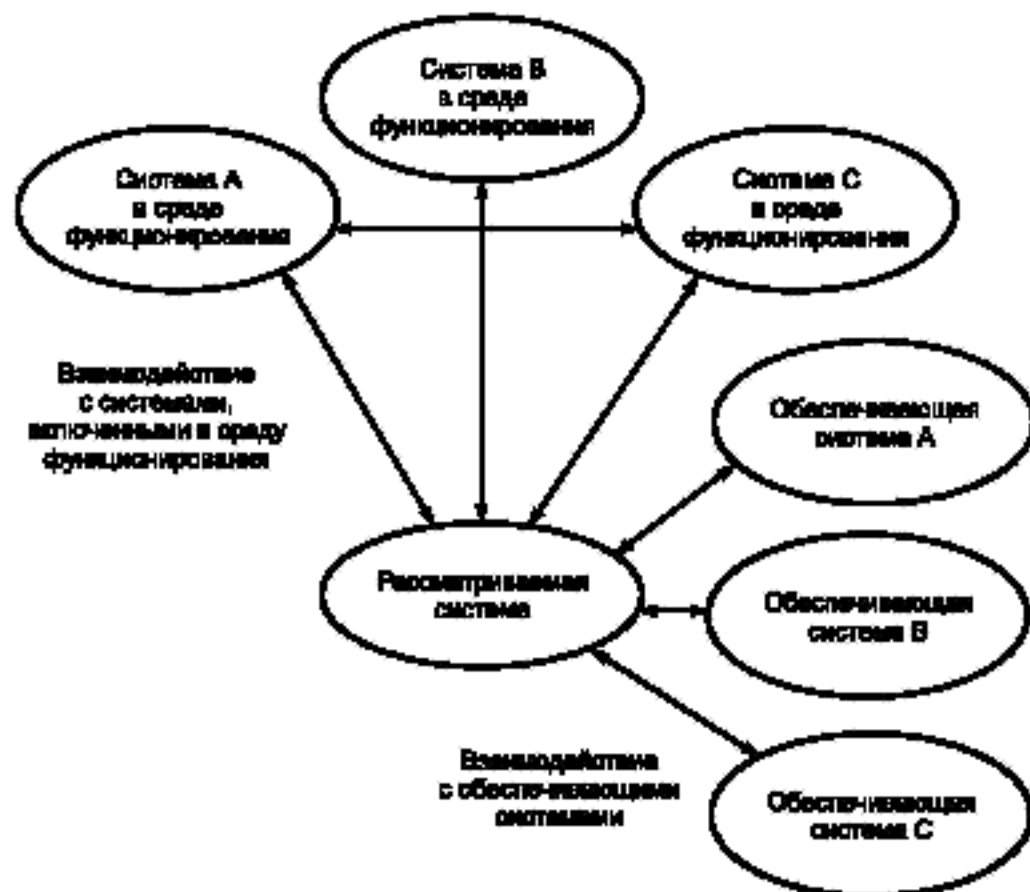 Система B
в среде
функционирования
Система A
в среде
функционирования
Система C
в среде
функционирования
Взаимодействие
с системами,
включенными в среду
функционирования
Обеспечивающая
система A
Рассматриваемая
система
Обеспечивающая
система B
Взаимодействие
с обеспечивающими
системами
Обеспечивающая
система C